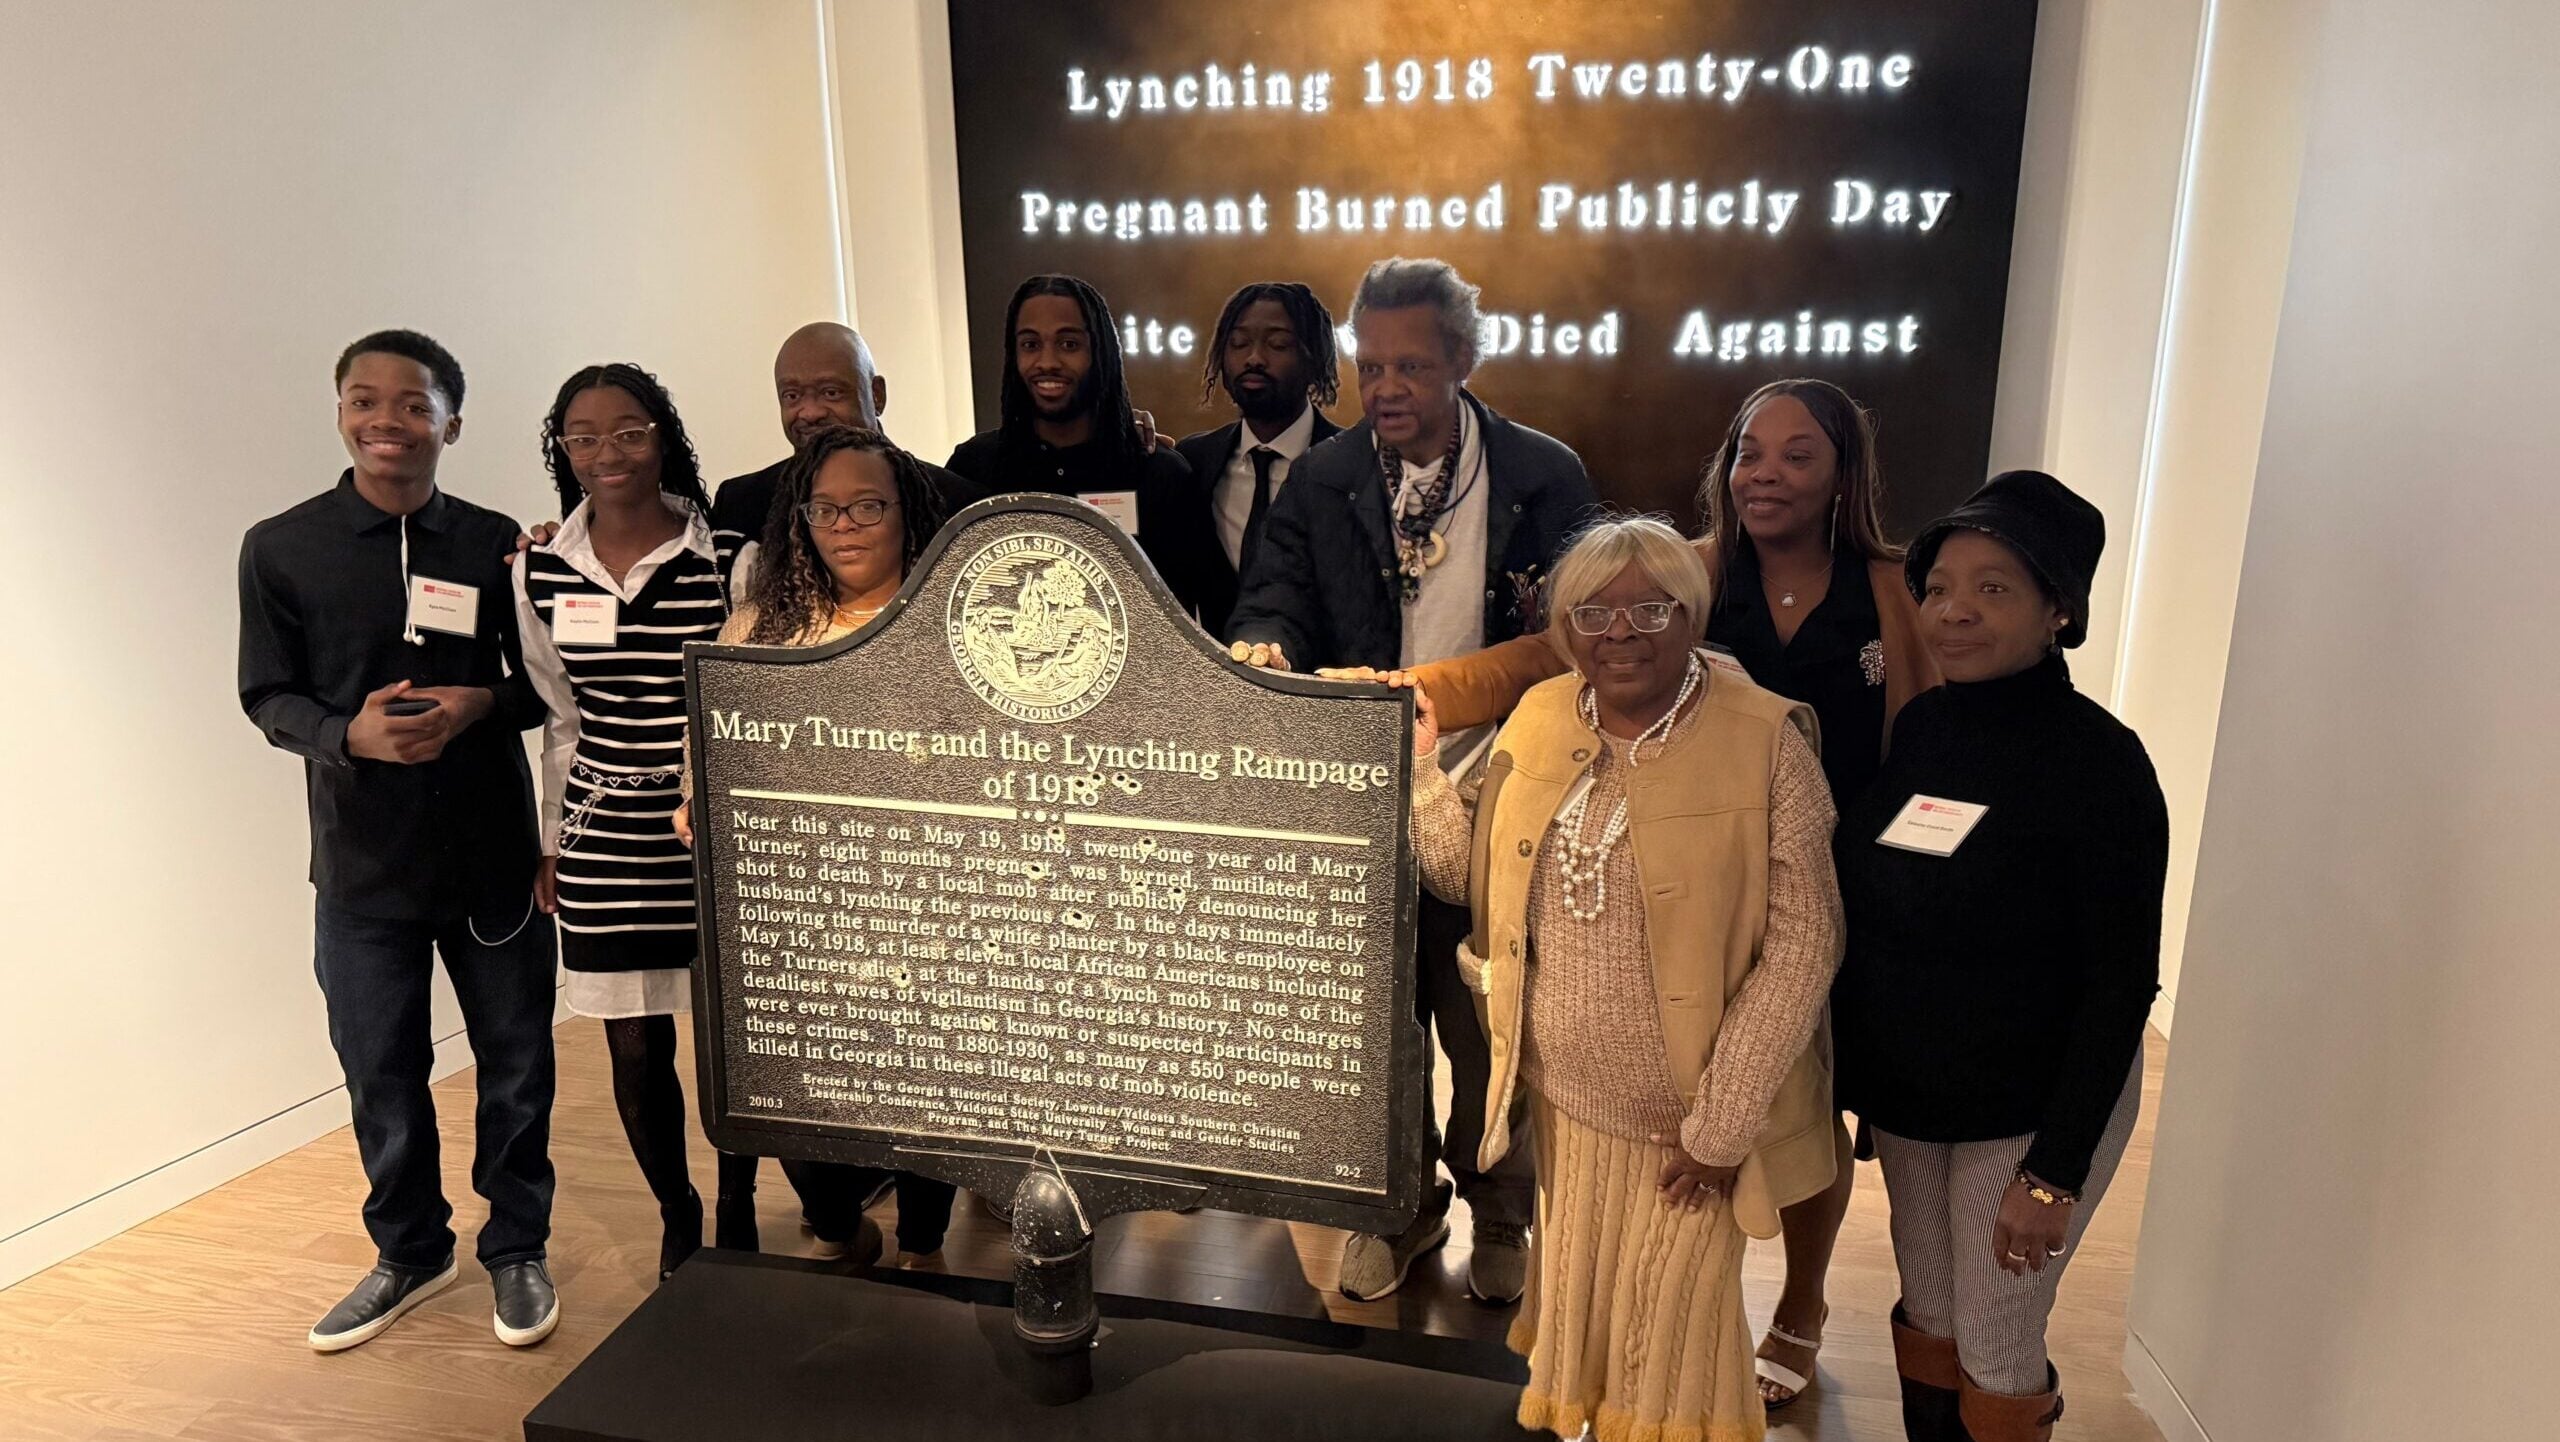 Lynching 1918 Twenty-One
Pregnant Burned Publicly Day
ite Died Against
NON SIBI, SED ALIIS
GEORGIA HISTORICAL SOCIETY
Mary Turner and the Lynching Rampage
of 1918
Near this site on May 19, 1918, twenty-one year old Mary
Turner, eight months pregnant, was burned, mutilated, and
shot to death by a local mob after publicly denouncing her
husband's lynching the previous day. In the days immediately
following the murder of a white planter by a black employee on
May 16, 1918, at least eleven local African Americans including
the Turners died at the hands of a lynch mob in one of the
deadliest waves of vigilantism in Georgia's history. No charges
were ever brought against known or suspected participants in
these crimes. From 1880-1930, as many as 550 people were
killed in Georgia in these illegal acts of mob violence.
Erected by the Georgia Historical Society, Lowndes/Valdosta Southern Christian
Leadership Conference, Valdosta State University Woman and Gender Studies
Program, and The Mary Turner Project
2010.3
92-2